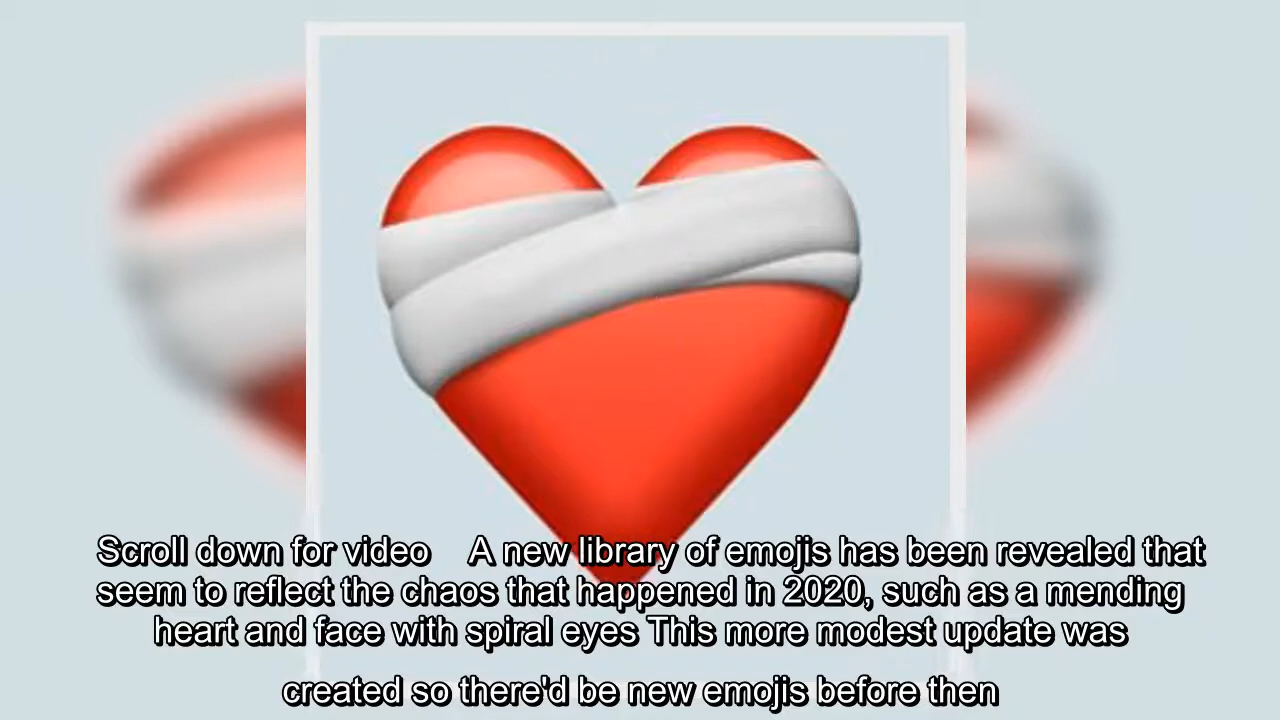 Scroll down for video    A new library of emojis has been revealed that
seem to reflect the chaos that happened in 2020, such as a mending
heart and face with spiral eyes This more modest update was
created so there'd be new emojis before then